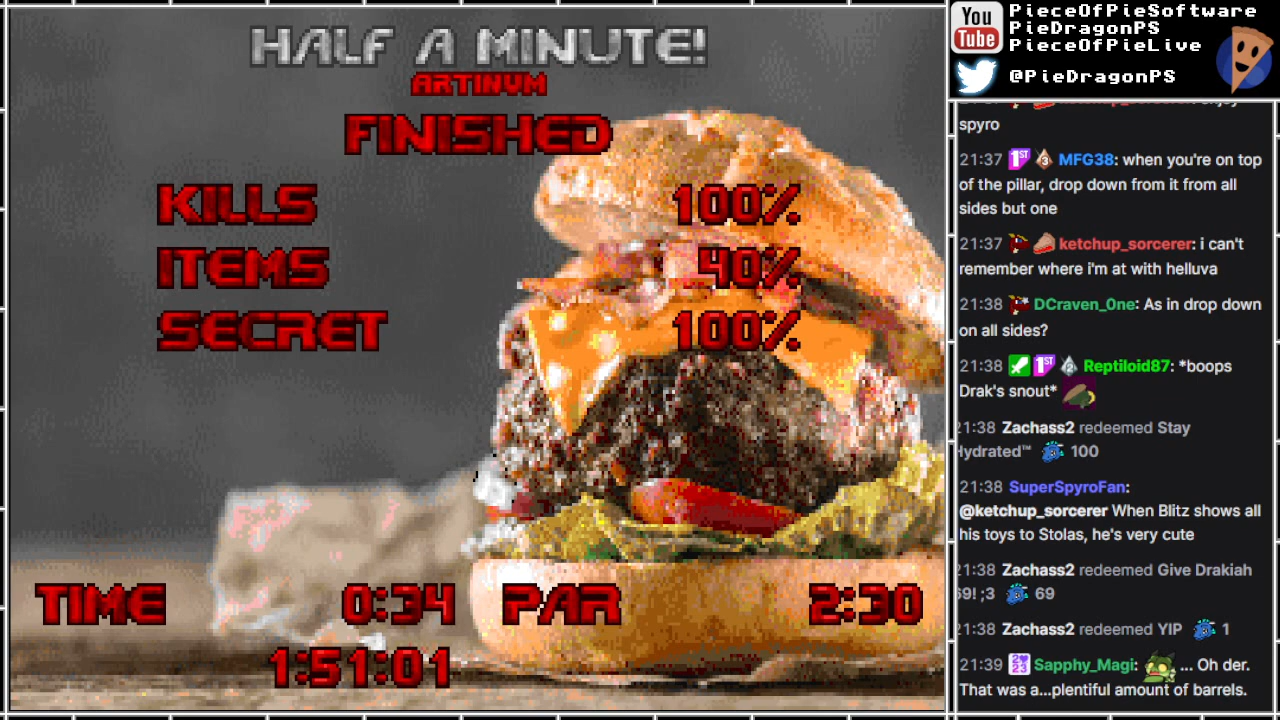 HALF A MINUTE!
ARTINUM
FINISHED
KILLS 100%
ITEMS 40%
SECRET 100%
TIME 0:34 PAR 2:30
1:51:01
You
Tube
PieceOfPieSoftware
PieDragonPS
PieceOfPieLive
@PieDragonPS
spyro
21:37 1ST MFG38: when you're on top
of the pillar, drop down from it from all
sides but one
21:37 ketchup_sorcerer: i can't
remember where i'm at with helluva
21:38 DCraven_0ne: As in drop down
on all sides?
21:38 1ST Reptiloid87: *boops
Drak's snout*
21:38 Zachass2 redeemed Stay
Hydrated™ 100
21:38 SuperSpyroFan:
@ketchup_sorcerer When Blitz shows all
his toys to Stolas, he's very cute
21:38 Zachass2 redeemed Give Drakiah
69! ;3 69
21:38 Zachass2 redeemed YIP 1
21:39 Sapphy_Magi: ... Oh der.
That was a...plentiful amount of barrels.